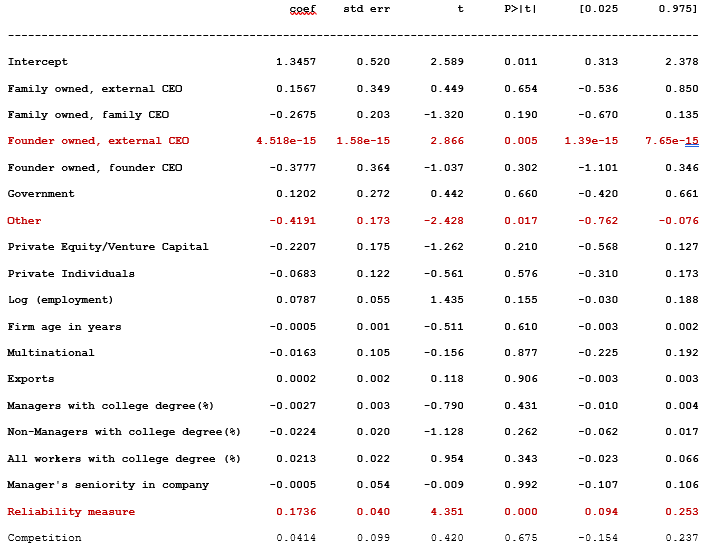 coef std err t P>|t| [0.025 0.975]
--------------------------------------------------------------------------------------------------------
Intercept 1.3457 0.520 2.589 0.011 0.313 2.378
Family owned, external CEO 0.1567 0.349 0.449 0.654 -0.536 0.850
Family owned, family CEO -0.2675 0.203 -1.320 0.190 -0.670 0.135
Founder owned, external CEO 4.518e-15 1.58e-15 2.866 0.005 1.39e-15 7.65e-15
Founder owned, founder CEO -0.3777 0.364 -1.037 0.302 -1.101 0.346
Government 0.1202 0.272 0.442 0.660 -0.420 0.661
Other -0.4191 0.173 -2.428 0.017 -0.762 -0.076
Private Equity/Venture Capital -0.2207 0.175 -1.262 0.210 -0.568 0.127
Private Individuals -0.0683 0.122 -0.561 0.576 -0.310 0.173
Log (employment) 0.0787 0.055 1.435 0.155 -0.030 0.188
Firm age in years -0.0005 0.001 -0.511 0.610 -0.003 0.002
Multinational -0.0163 0.105 -0.156 0.877 -0.225 0.192
Exports 0.0002 0.002 0.118 0.906 -0.003 0.003
Managers with college degree(%) -0.0027 0.003 -0.790 0.431 -0.010 0.004
Non-Managers with college degree(%) -0.0224 0.020 -1.128 0.262 -0.062 0.017
All workers with college degree (%) 0.0213 0.022 0.954 0.343 -0.023 0.066
Manager's seniority in company -0.0005 0.054 -0.009 0.992 -0.107 0.106
Reliability measure 0.1736 0.040 4.351 0.000 0.094 0.253
Competition 0.0414 0.099 0.420 0.675 -0.154 0.237